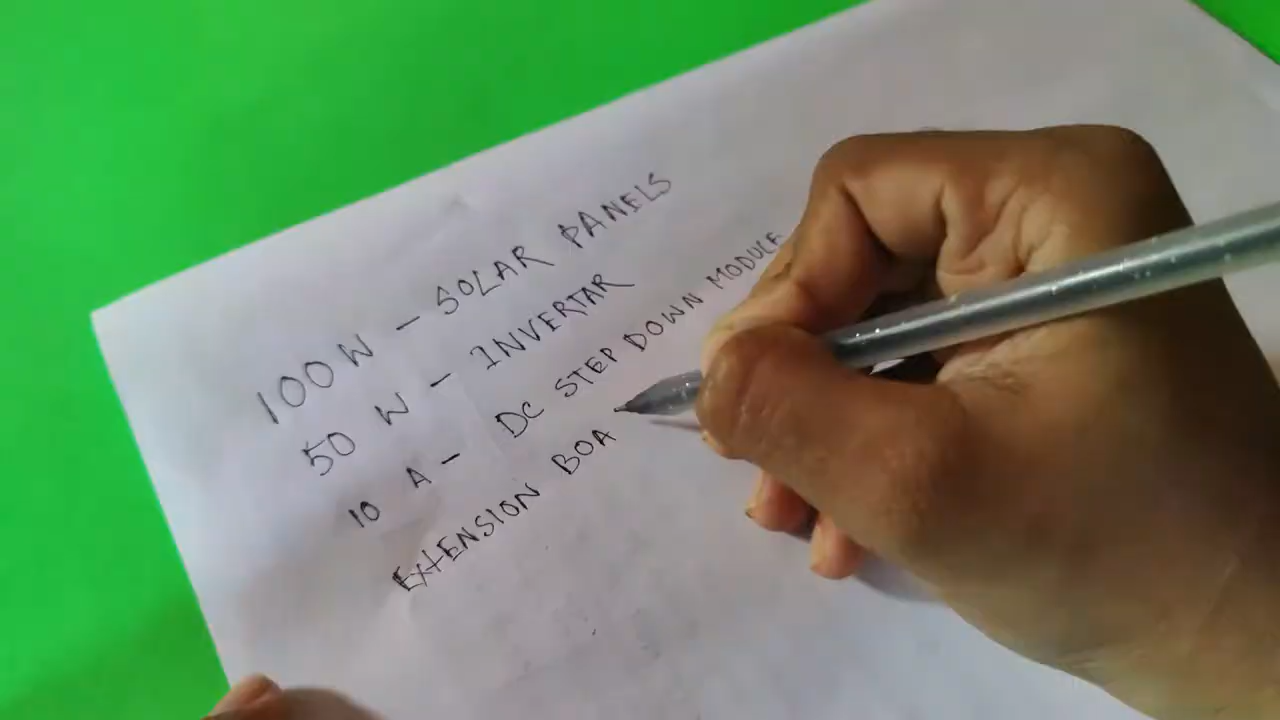 100 W - SOLAR PANELS
50 W - INVERTAR
10 A - DC STEP DOWN MODULE
EXTENSION BOA